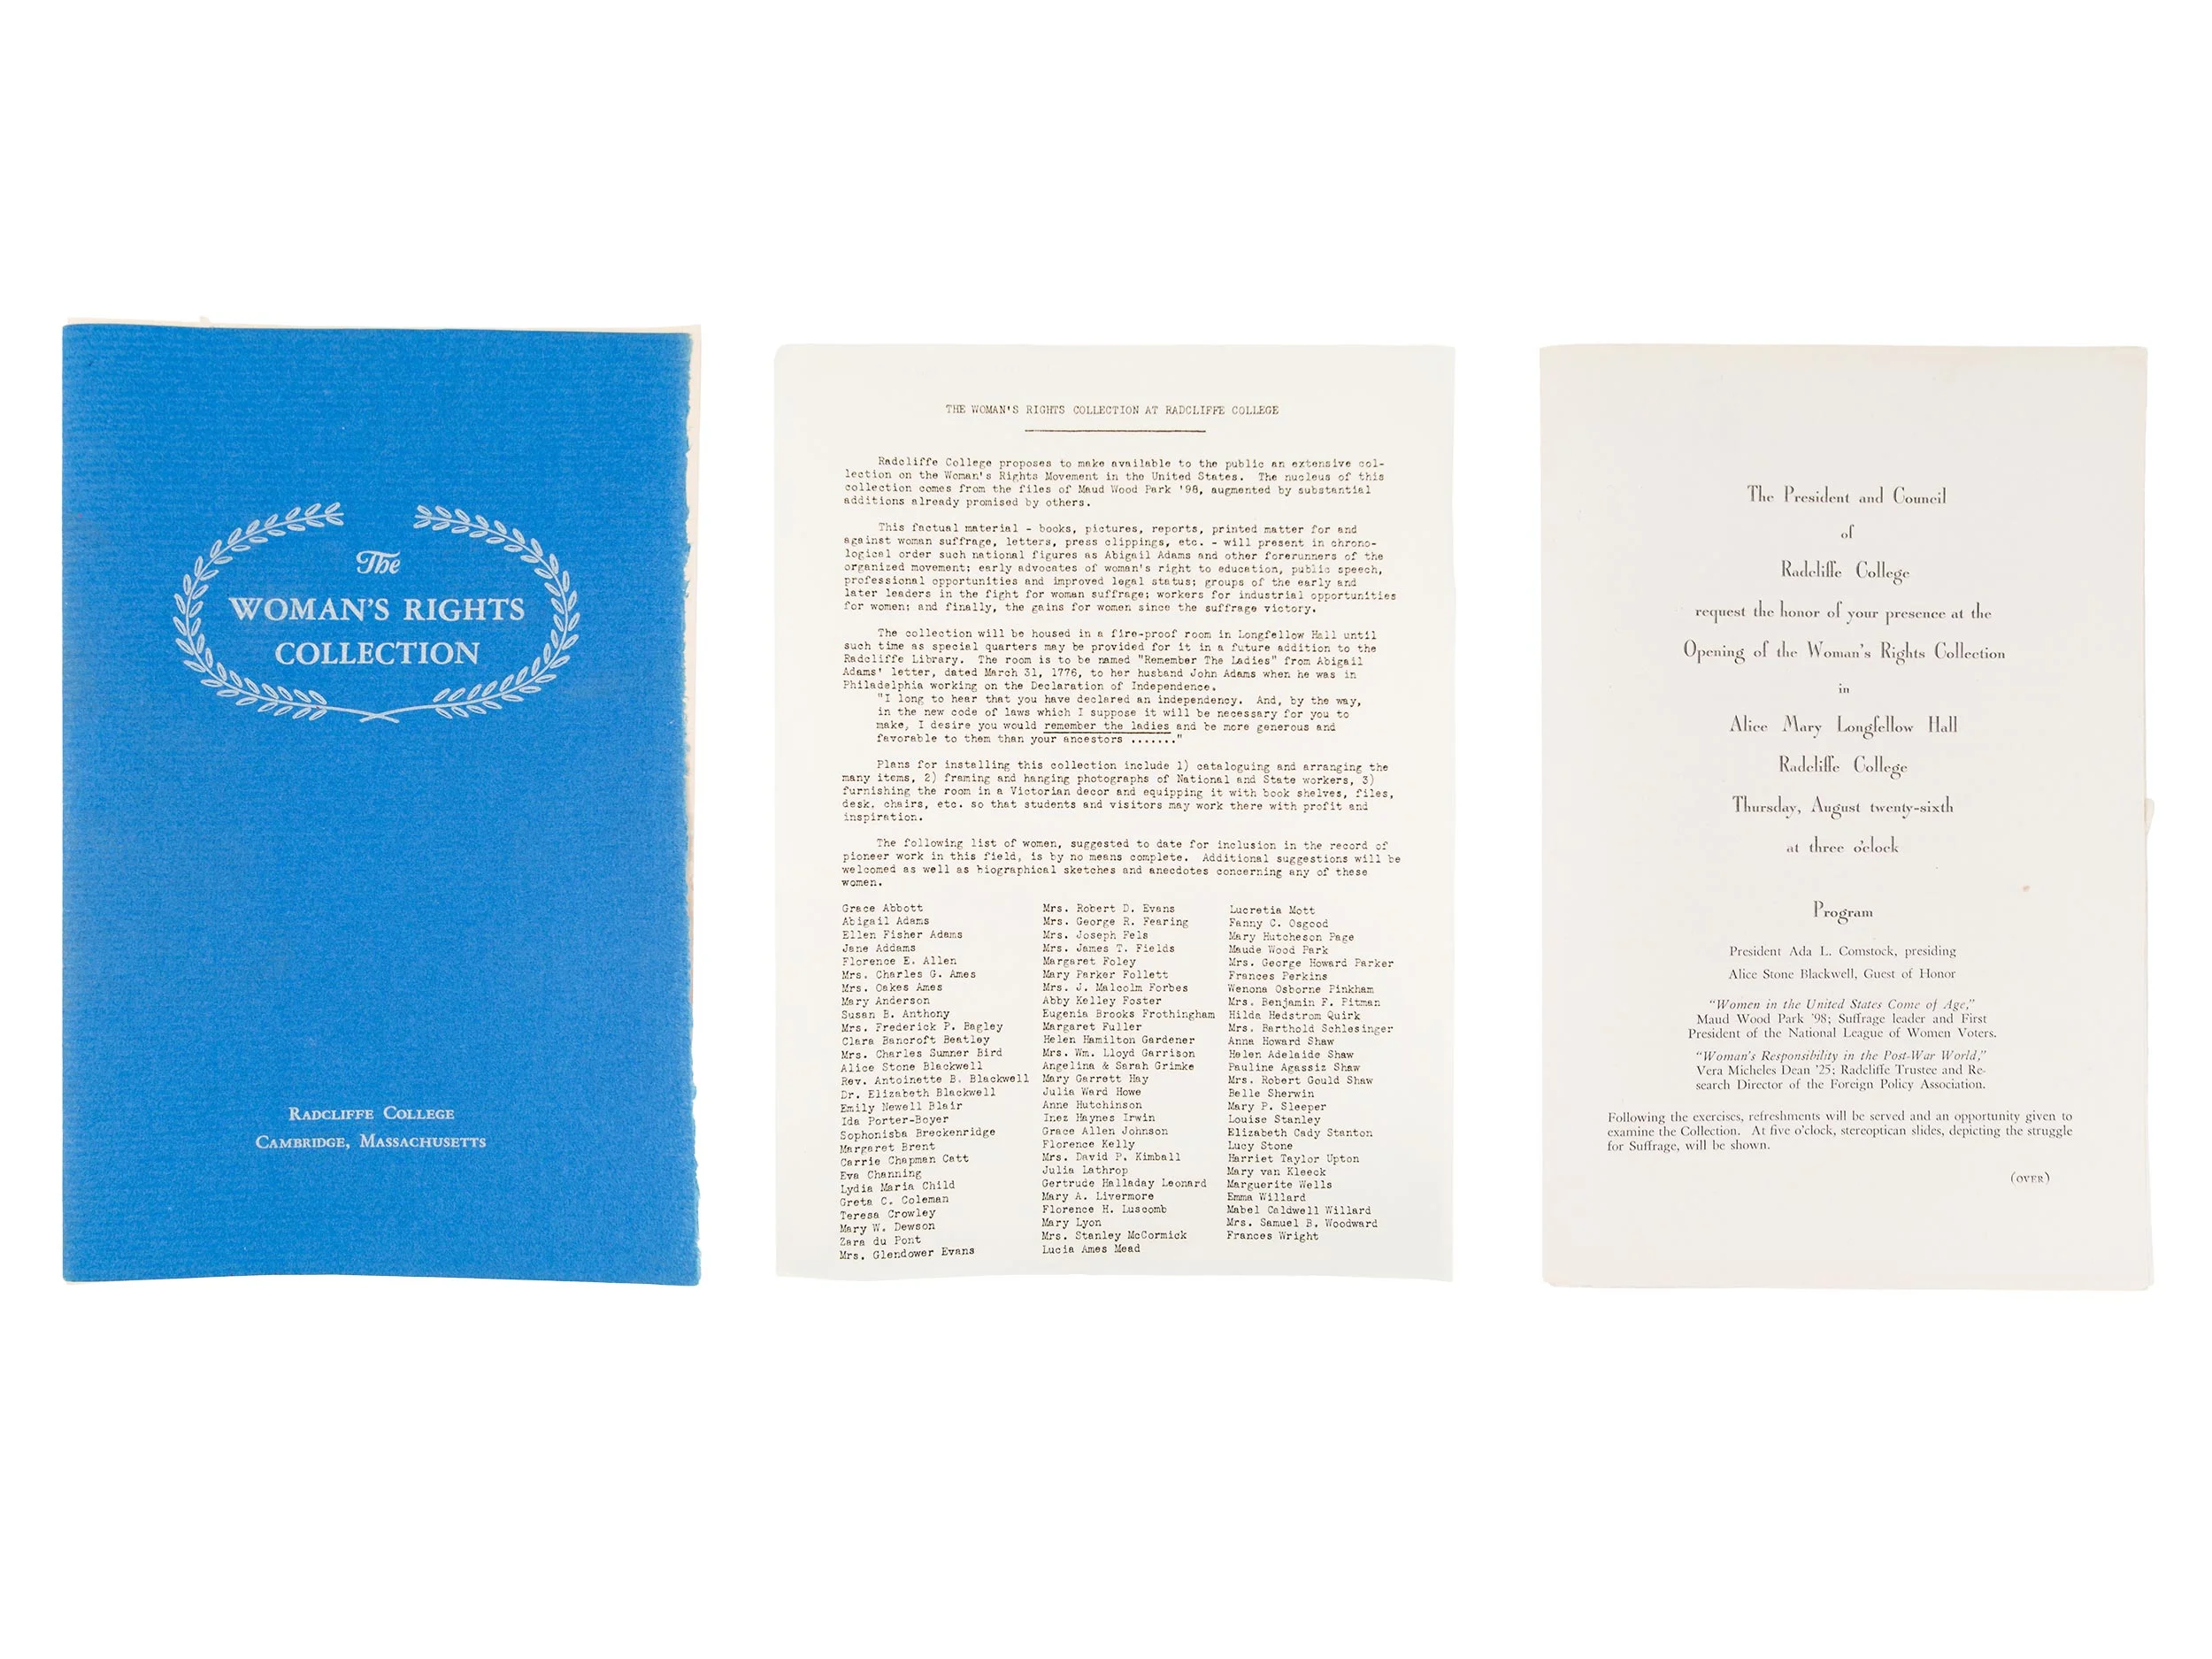 The
WOMAN'S RIGHTS
COLLECTION
RADCLIFFE COLLEGE
CAMBRIDGE, MASSACHUSETTS
THE WOMAN'S RIGHTS COLLECTION AT RADCLIFFE COLLEGE
Radcliffe College proposes to make available to the public an extensive col-
lection on the Woman's Rights Movement in the United States. The nucleus of this
collection comes from the files of Maud Wood Park '98, augmented by substantial
additions already promised by others.
This factual material - books, pictures, reports, printed matter for and
against woman suffrage, letters, press clippings, etc. - will present in chrono-
logical order such national figures as Abigail Adams and other forerunners of the
organized movement; early advocates of woman's right to education, public speech,
professional opportunities and improved legal status; groups of the early and
later leaders in the fight for woman suffrage; workers for industrial opportunities
for women; and finally, the gains for women since the suffrage victory.
The collection will be housed in a fire-proof room in Longfellow Hall until
such time as special quarters may be provided for it in a future addition to the
Radcliffe Library. The room is to be named "Remember The Ladies" from Abigail
Adams' letter, dated March 31, 1776, to her husband John Adams when he was in
Philadelphia working on the Declaration of Independence.
"I long to hear that you have declared an independency. And, by the way,
in the new code of laws which I suppose it will be necessary for you to
make, I desire you would remember the ladies and be more generous and
favorable to them than your ancestors ......."
Plans for installing this collection include 1) cataloguing and arranging the
many items, 2) framing and hanging photographs of National and State workers, 3)
furnishing the room in a Victorian decor and equipping it with book shelves, files,
desk, chairs, etc. so that students and visitors may work there with profit and
inspiration.
The following list of women, suggested to date for inclusion in the record of
pioneer work in this field, is by no means complete. Additional suggestions will be
welcomed as well as biographical sketches and anecdotes concerning any of these
women.
Grace Abbott
Abigail Adams
Ellen Fisher Adams
Jane Addams
Florence E. Allen
Mrs. Charles G. Ames
Mrs. Oakes Ames
Mary Anderson
Susan B. Anthony
Mrs. Frederick P. Bagley
Clara Bancroft Beatley
Mrs. Charles Sumner Bird
Alice Stone Blackwell
Rev. Antoinette B. Blackwell
Dr. Elizabeth Blackwell
Emily Newell Blair
Ida Porter-Boyer
Sophonisba Breckenridge
Margaret Brent
Carrie Chapman Catt
Eva Channing
Lydia Maria Child
Greta C. Coleman
Teresa Crowley
Mary W. Dewson
Zara du Pont
Mrs. Glendower Evans
Mrs. Robert D. Evans
Mrs. George R. Fearing
Mrs. Joseph Fels
Mrs. James T. Fields
Margaret Foley
Mary Parker Follett
Mrs. J. Malcolm Forbes
Abby Kelley Foster
Eugenia Brooks Frothingham
Margaret Fuller
Helen Hamilton Gardener
Mrs. Wm. Lloyd Garrison
Angelina & Sarah Grimke
Mary Garrett Hay
Julia Ward Howe
Anne Hutchinson
Inez Haynes Irwin
Grace Allen Johnson
Florence Kelly
Mrs. David P. Kimball
Julia Lathrop
Gertrude Halladay Leonard
Mary A. Livermore
Florence H. Luscomb
Mary Lyon
Mrs. Stanley McCormick
Lucia Ames Mead
Lucretia Mott
Fanny C. Osgood
Mary Hutcheson Page
Maude Wood Park
Mrs. George Howard Parker
Frances Perkins
Wenona Osborne Pinkham
Mrs. Benjamin F. Pitman
Hilda Hedstrom Quirk
Mrs. Barthold Schlesinger
Anna Howard Shaw
Helen Adelaide Shaw
Pauline Agassiz Shaw
Mrs. Robert Gould Shaw
Belle Sherwin
Mary P. Sleeper
Louise Stanley
Elizabeth Cady Stanton
Lucy Stone
Harriet Taylor Upton
Mary van Kleeck
Marguerite Wells
Emma Willard
Mabel Caldwell Willard
Mrs. Samuel B. Woodward
Frances Wright
The President and Council
of
Radcliffe College
request the honor of your presence at the
Opening of the Woman's Rights Collection
in
Alice Mary Longfellow Hall
Radcliffe College
Thursday, August twenty-sixth
at three o'clock
Program
President Ada L. Comstock, presiding
Alice Stone Blackwell, Guest of Honor
"Women in the United States Come of Age,"
Maud Wood Park '98; Suffrage leader and First
President of the National League of Women Voters.
"Woman's Responsibility in the Post-War World,"
Vera Micheles Dean '25; Radcliffe Trustee and Re-
search Director of the Foreign Policy Association.
Following the exercises, refreshments will be served and an opportunity given to
examine the Collection. At five o'clock, stereoptican slides, depicting the struggle
for Suffrage, will be shown.
(OVER)